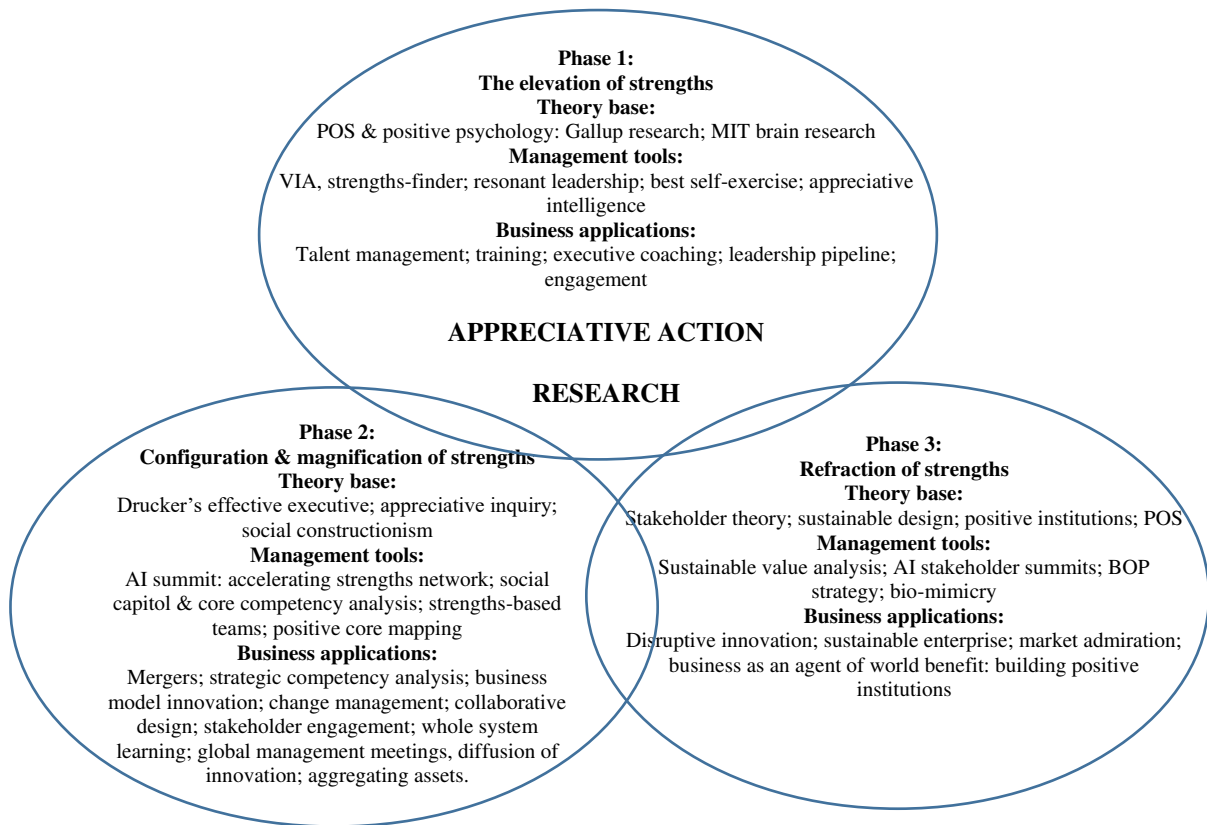 Phase 1:
The elevation of strengths
Theory base:
POS & positive psychology: Gallup research; MIT brain research
Management tools:
VIA, strengths-finder; resonant leadership; best self-exercise; appreciative
intelligence
Business applications:
Talent management; training; executive coaching; leadership pipeline;
engagement
APPRECIATIVE ACTION
RESEARCH
Phase 2:
Configuration & magnification of strengths
Theory base:
Drucker's effective executive; appreciative inquiry;
social constructionism
Management tools:
AI summit: accelerating strengths network; social
capitol & core competency analysis; strengths-based
teams; positive core mapping
Business applications:
Mergers; strategic competency analysis; business
model innovation; change management; collaborative
design; stakeholder engagement; whole system
learning; global management meetings, diffusion of
innovation; aggregating assets.
Phase 3:
Refraction of strengths
Theory base:
Stakeholder theory; sustainable design; positive institutions; POS
Management tools:
Sustainable value analysis; AI stakeholder summits; BOP
strategy; bio-mimicry
Business applications:
Disruptive innovation; sustainable enterprise; market admiration;
business as an agent of world benefit: building positive
institutions